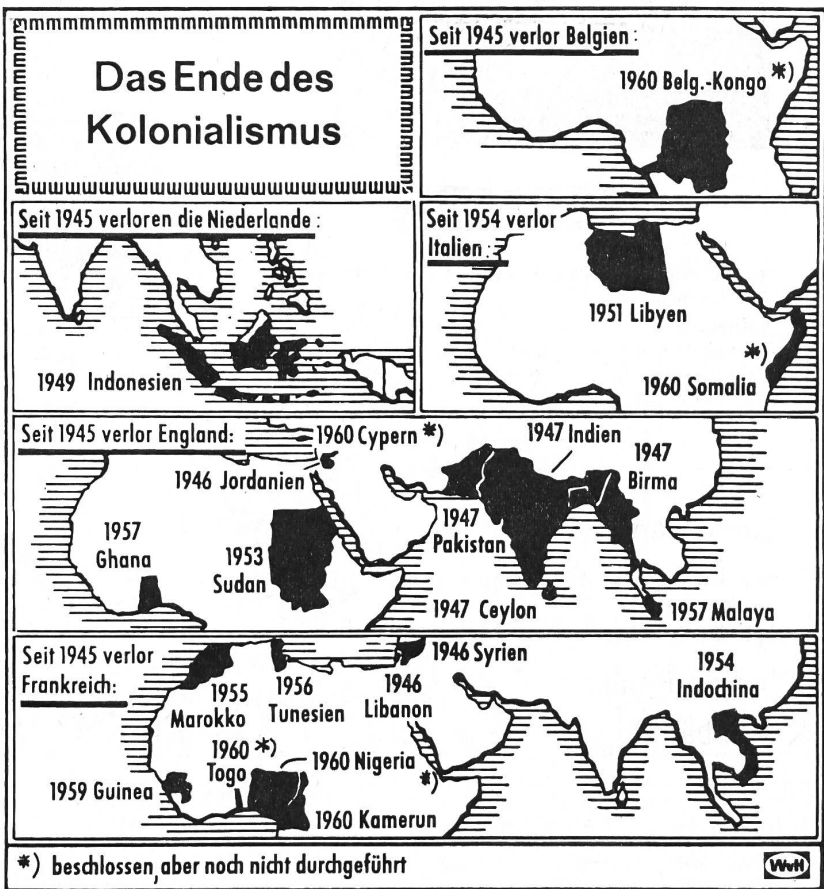 Das Ende des
Kolonialismus
Seit 1945 verlor Belgien:
1960 Belg.-Kongo *)
Seit 1945 verloren die Niederlande:
1949 Indonesien
Seit 1954 verlor
Italien:
1951 Libyen
*)
1960 Somalia
Seit 1945 verlor England:
1960 Cypern *)
1946 Jordanien
1947 Indien
1947
Birma
1957
Ghana
1953
Sudan
1947
Pakistan
1947 Ceylon
1957 Malaya
Seit 1945 verlor
Frankreich:
1955
Marokko
1956
Tunesien
1946
Libanon
1946 Syrien
1954
Indochina
1959 Guinea
1960 *)
Togo
1960 Nigeria
*)
1960 Kamerun
*) beschlossen, aber noch nicht durchgeführt
WvH